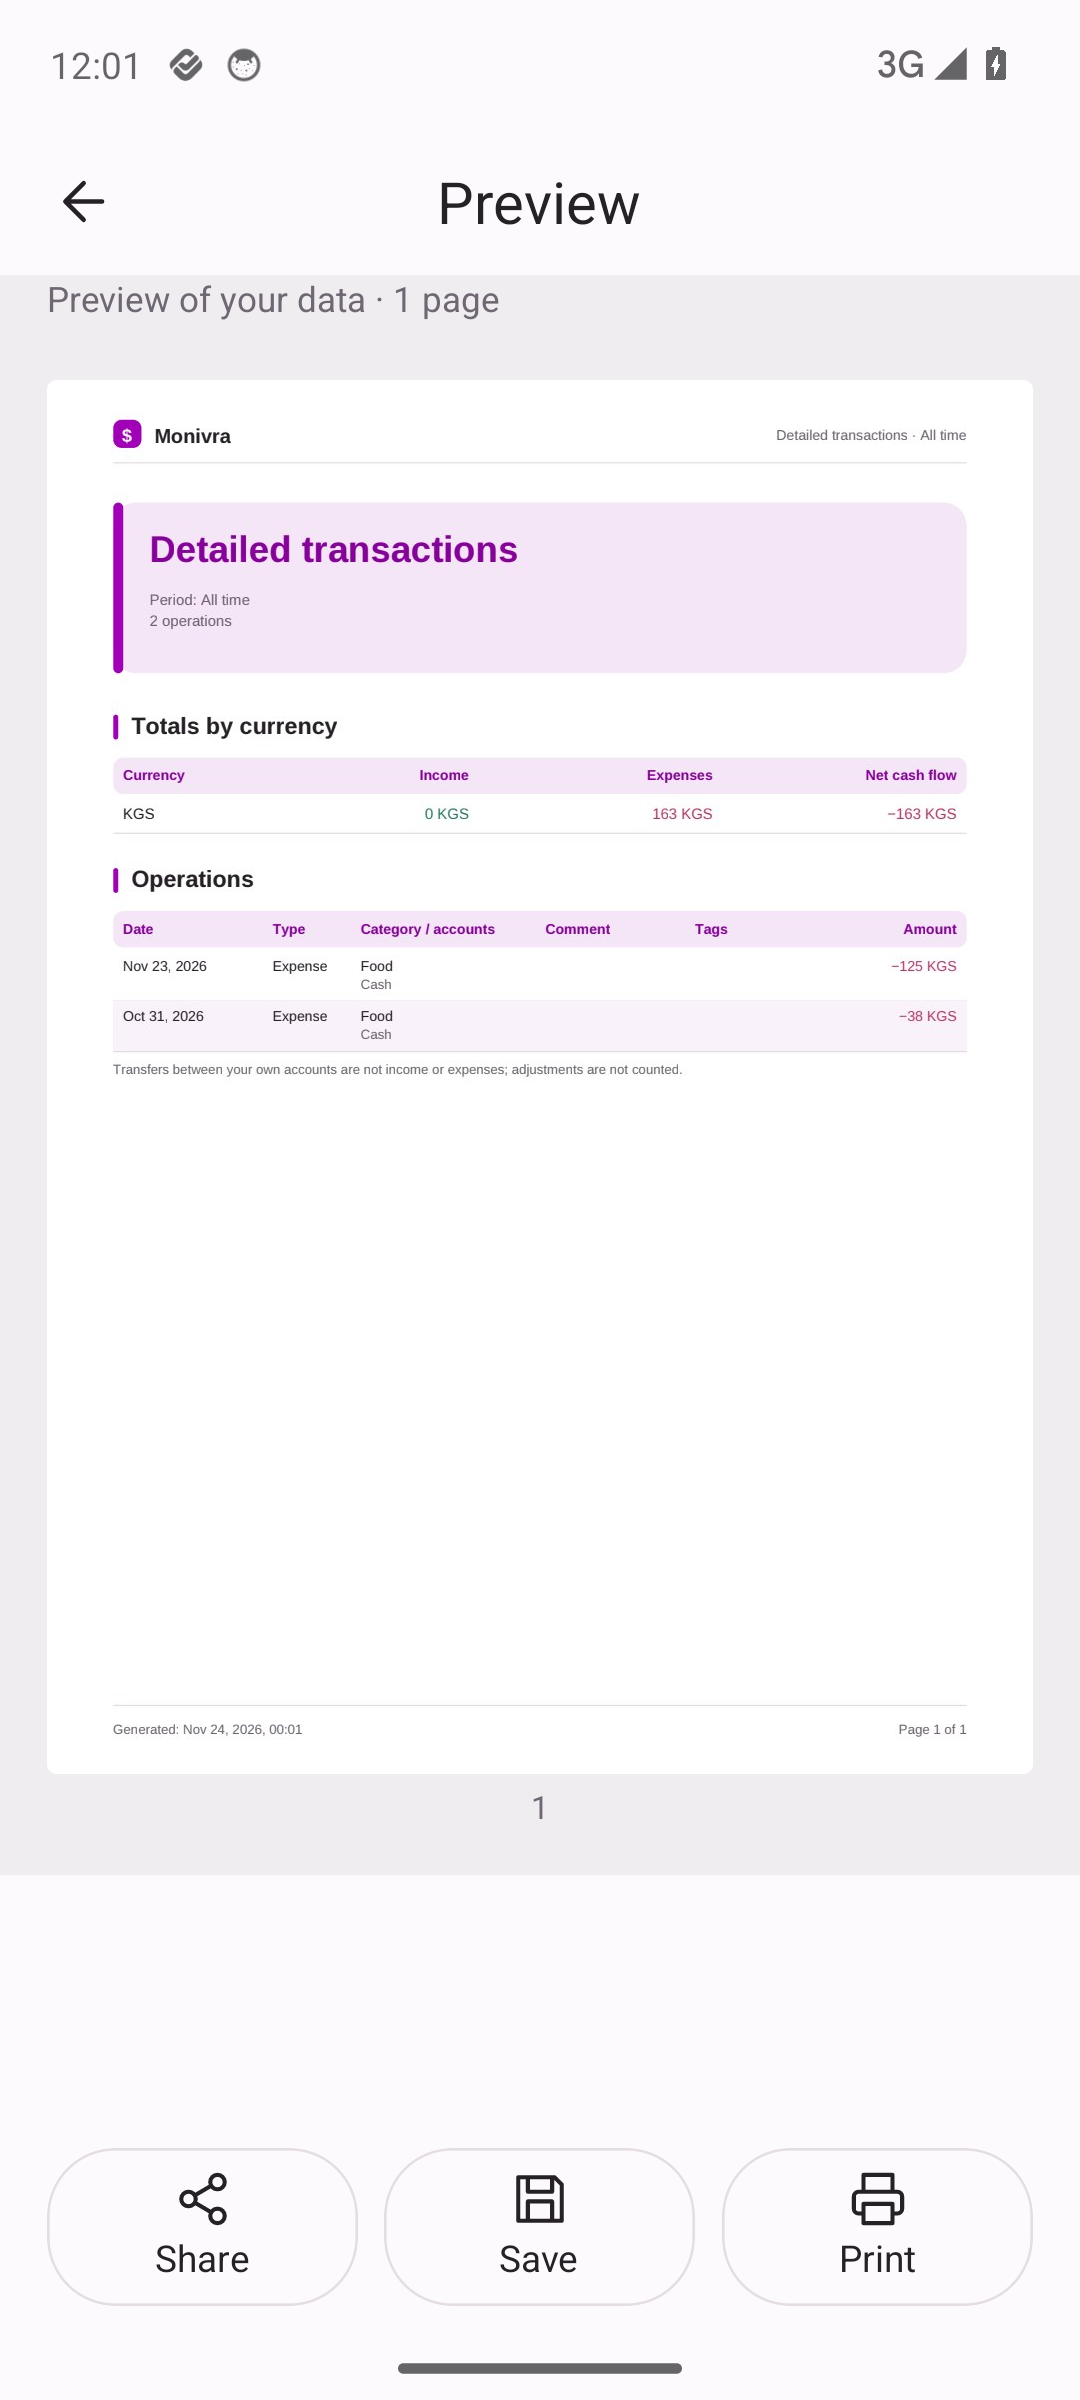 12:01
3G
Preview
Preview of your data · 1 page
$ Monivra
Detailed transactions · All time
Detailed transactions
Period: All time
2 operations
Totals by currency
Currency Income Expenses Net cash flow
KGS 0 KGS 163 KGS −163 KGS
Operations
Date Type Category / accounts Comment Tags Amount
Nov 23, 2026 Expense Food −125 KGS
Cash
Oct 31, 2026 Expense Food −38 KGS
Cash
Transfers between your own accounts are not income or expenses; adjustments are not counted.
Generated: Nov 24, 2026, 00:01 Page 1 of 1
1
Share Save Print